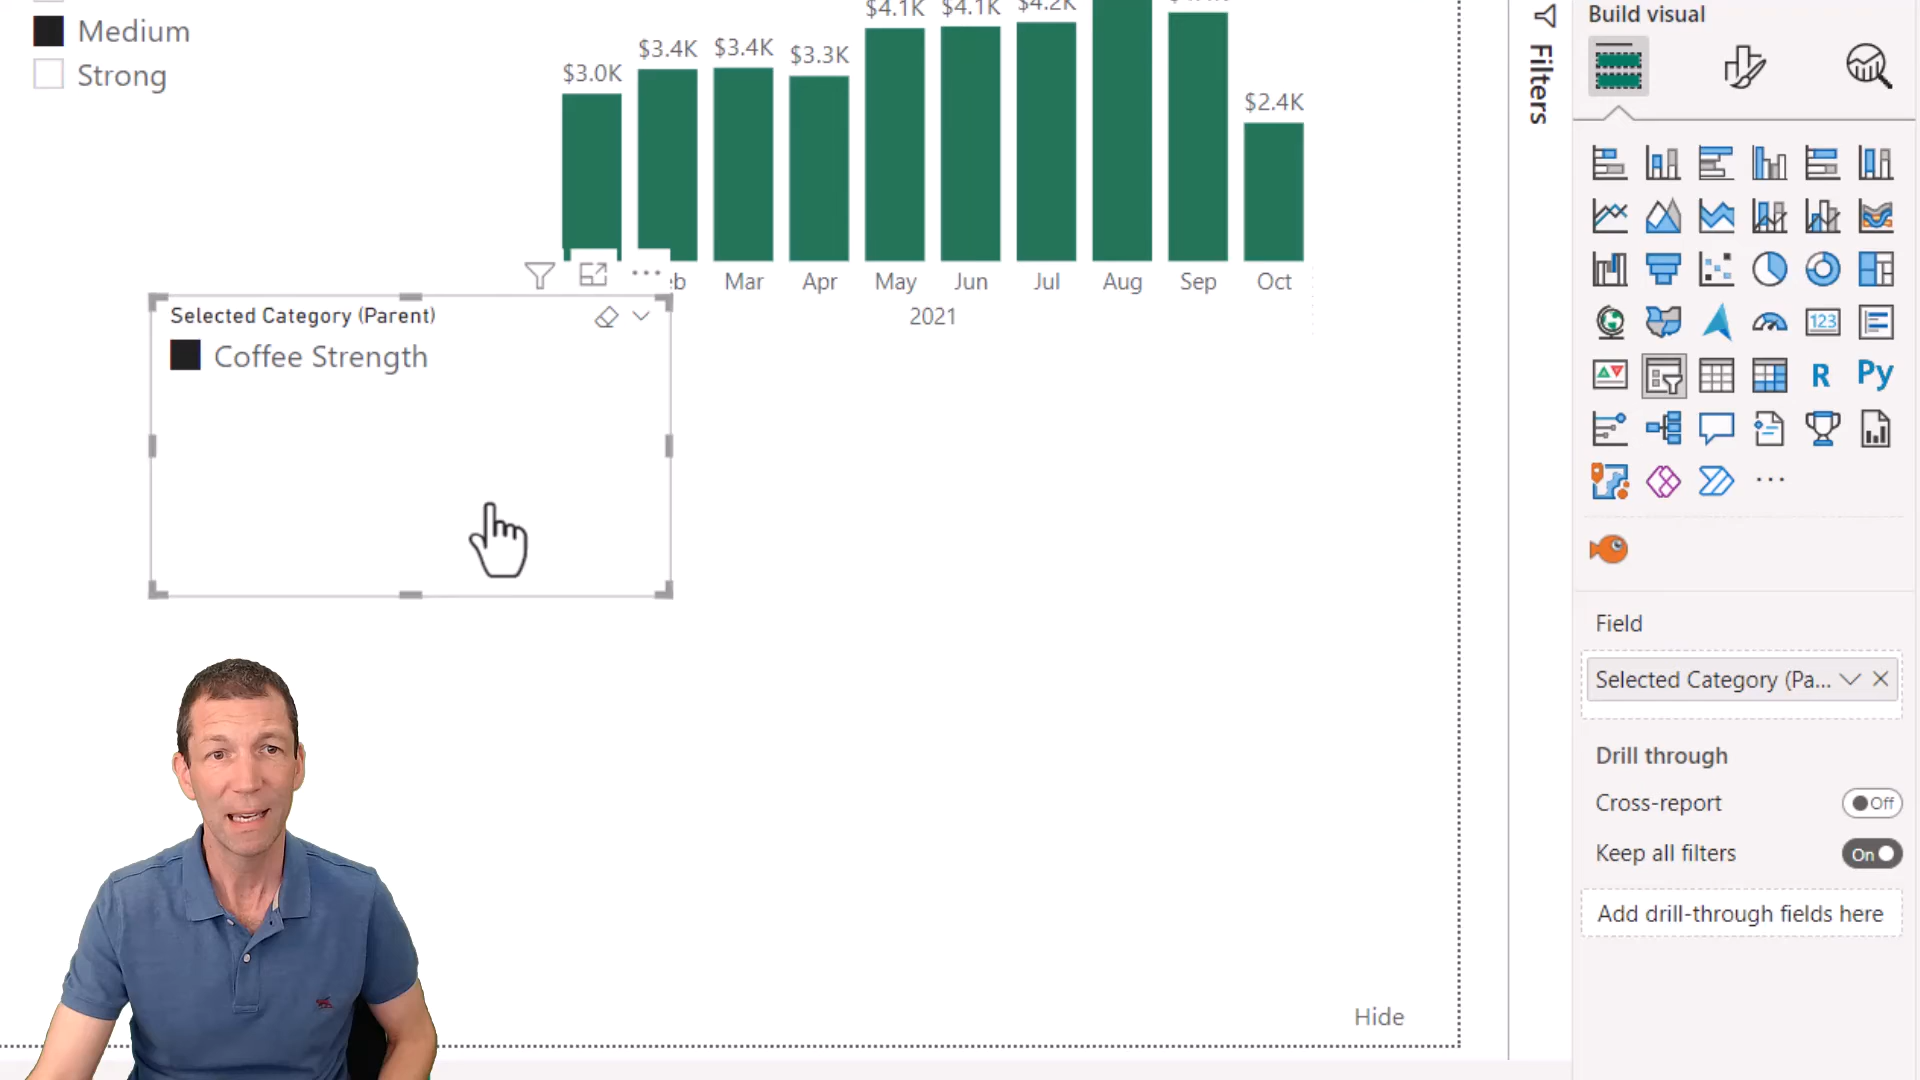 Medium
Strong
$3.0K
$3.4K
$3.4K
$3.3K
$4.1K
$4.1K
$4.2K
$2.4K
Mar
Apr
May
Jun
Jul
Aug
Sep
Oct
2021
Selected Category (Parent)
Coffee Strength
Hide
Filters
Build visual
123
R
Py
Field
Selected Category (Pa...
Drill through
Cross-report
Off
Keep all filters
On
Add drill-through fields here